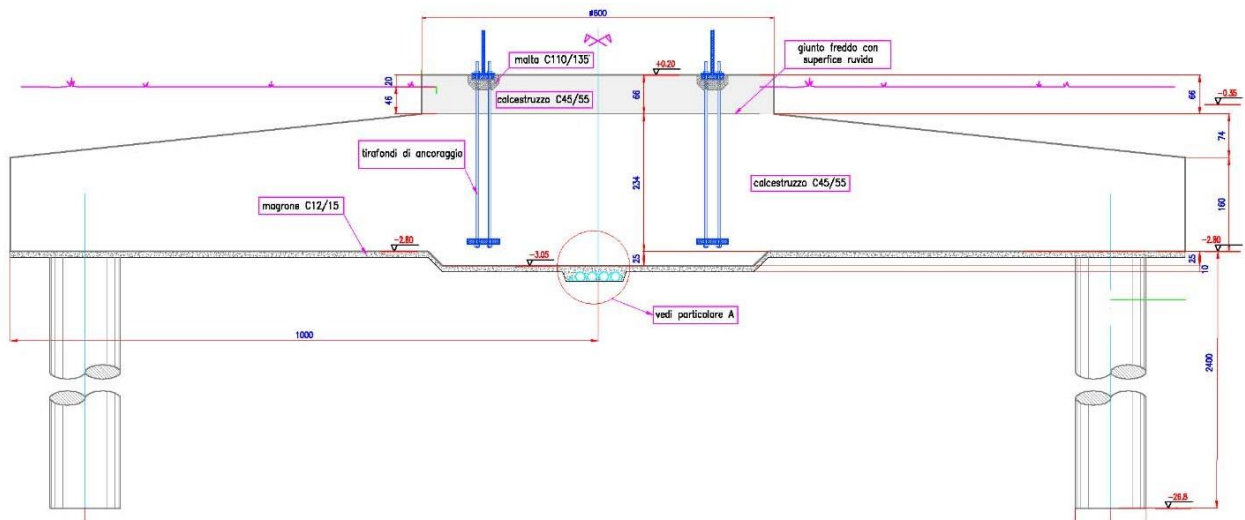 ø600
malta C110/135
giunto freddo con
superfice ruvida
+0.20
20
46
calcestruzzo C45/55
66
66
-0.35
74
tirafondi di ancoraggio
234
calcestruzzo C45/55
160
magrone C12/15
-2.80
-2.80
-3.05
25
25
10
vedi particolare A
1000
2400
-26.8